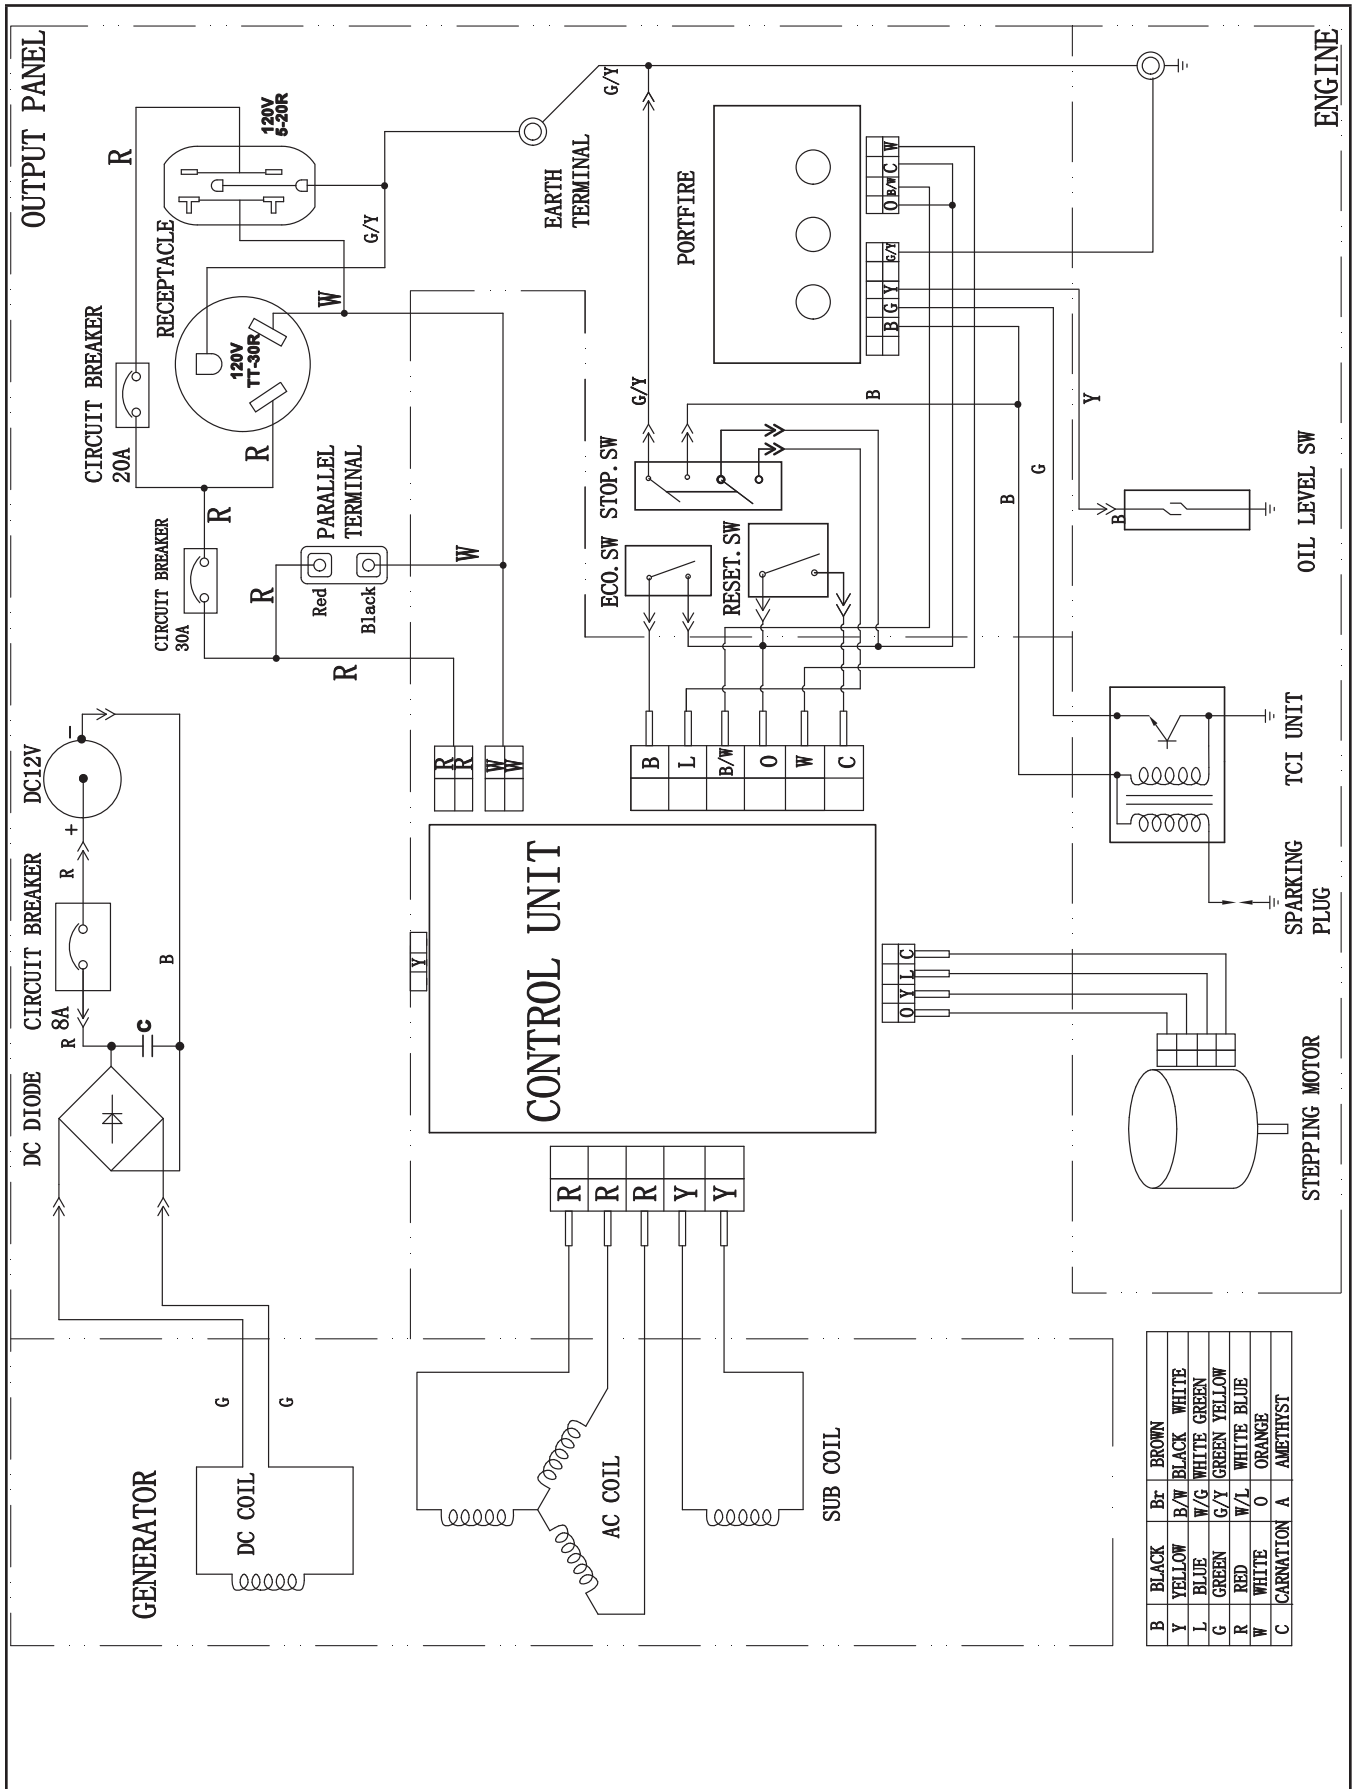 OUTPUT PANEL
ENGINE
GENERATOR
DC COIL
G
G
AC COIL
SUB COIL
DC DIODE
C
R
CIRCUIT BREAKER
8A
R
+
DC12V
−
B
CIRCUIT BREAKER
30A
R
R
R
Red
Black
PARALLEL
TERMINAL
W
CIRCUIT BREAKER
20A
R
R
RECEPTACLE
120V
TT-30R
W
120V
5-20R
G/Y
EARTH
TERMINAL
G/Y
G/Y
CONTROL UNIT
Y
R
R
W
W
R
R
R
Y
Y
B
L
B/W
O
W
C
O
Y
L
C
ECO. SW
STOP. SW
RESET. SW
PORTFIRE
B
G
Y
G/Y
O
B/W
C
W
B
B
G
Y
B
OIL LEVEL SW
TCI UNIT
SPARKING
PLUG
STEPPING MOTOR
B BLACK Br BROWN
Y YELLOW B/W BLACK WHITE
L BLUE W/G WHITE GREEN
G GREEN G/Y GREEN YELLOW
R RED W/L WHITE BLUE
W WHITE O ORANGE
C CARNATION A AMETHYST